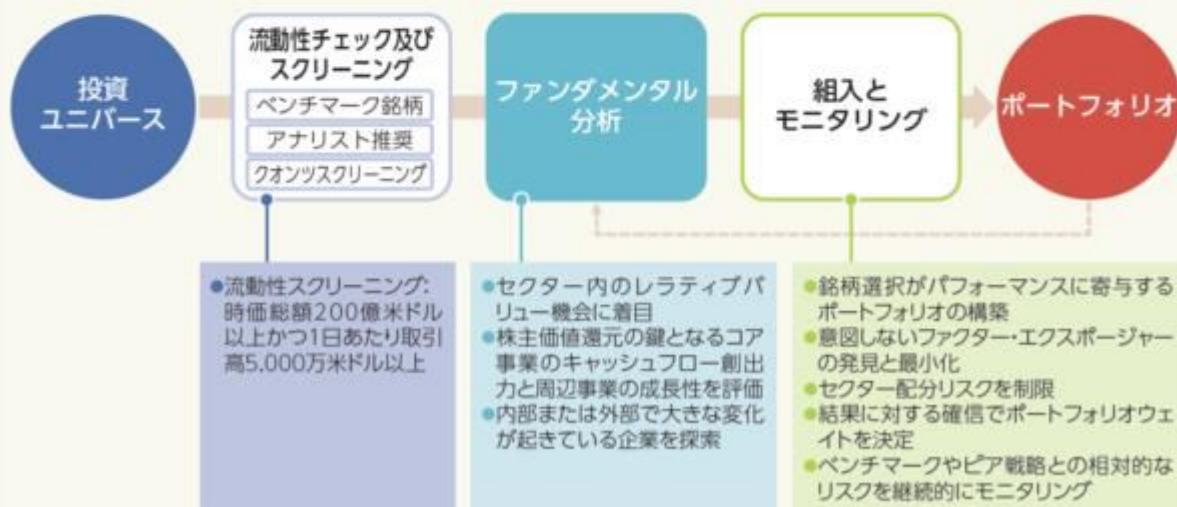 投資
ユニバース
流動性チェック及び
スクリーニング
ベンチマーク銘柄
アナリスト推奨
クオンツスクリーニング
ファンダメンタル
分析
組入と
モニタリング
ポートフォリオ
●流動性スクリーニング:
時価総額200億米ドル
以上かつ1日あたり取引
高5,000万米ドル以上
●セクター内のレラティブバ
リュー機会に着目
●株主価値還元の鍵となるコア
事業のキャッシュフロー創出
力と周辺事業の成長性を評価
●内部または外部で大きな変化
が起きている企業を探索
●銘柄選択がパフォーマンスに寄与する
ポートフォリオの構築
●意図しないファクター・エクスポージャー
の発見と最小化
●セクター配分リスクを制限
●結果に対する確信でポートフォリオウェ
イトを決定
●ベンチマークやピア戦略との相対的な
リスクを継続的にモニタリング